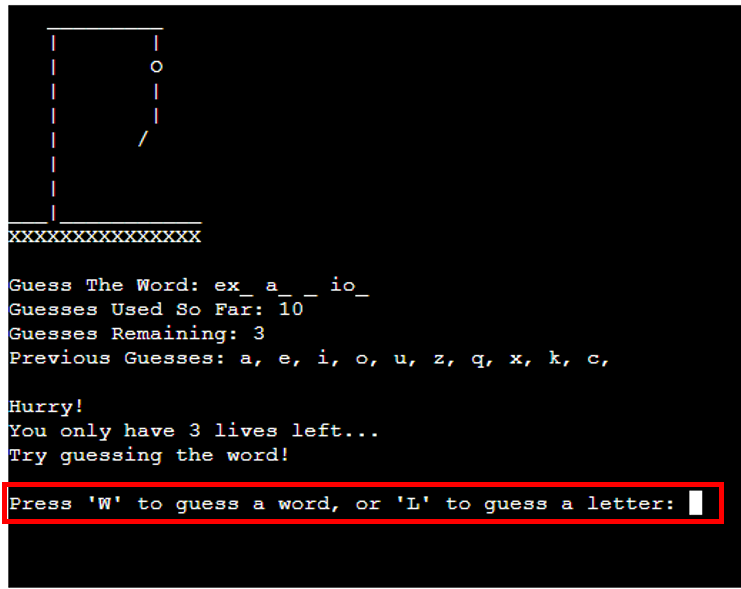 XXXXXXXXXXXXXXX
Guess The Word: ex_ a_ _ io_
Guesses Used So Far: 10
Guesses Remaining: 3
Previous Guesses: a, e, i, o, u, z, q, x, k, c,
Hurry!
You only have 3 lives left...
Try guessing the word!
Press 'W' to guess a word, or 'L' to guess a letter: